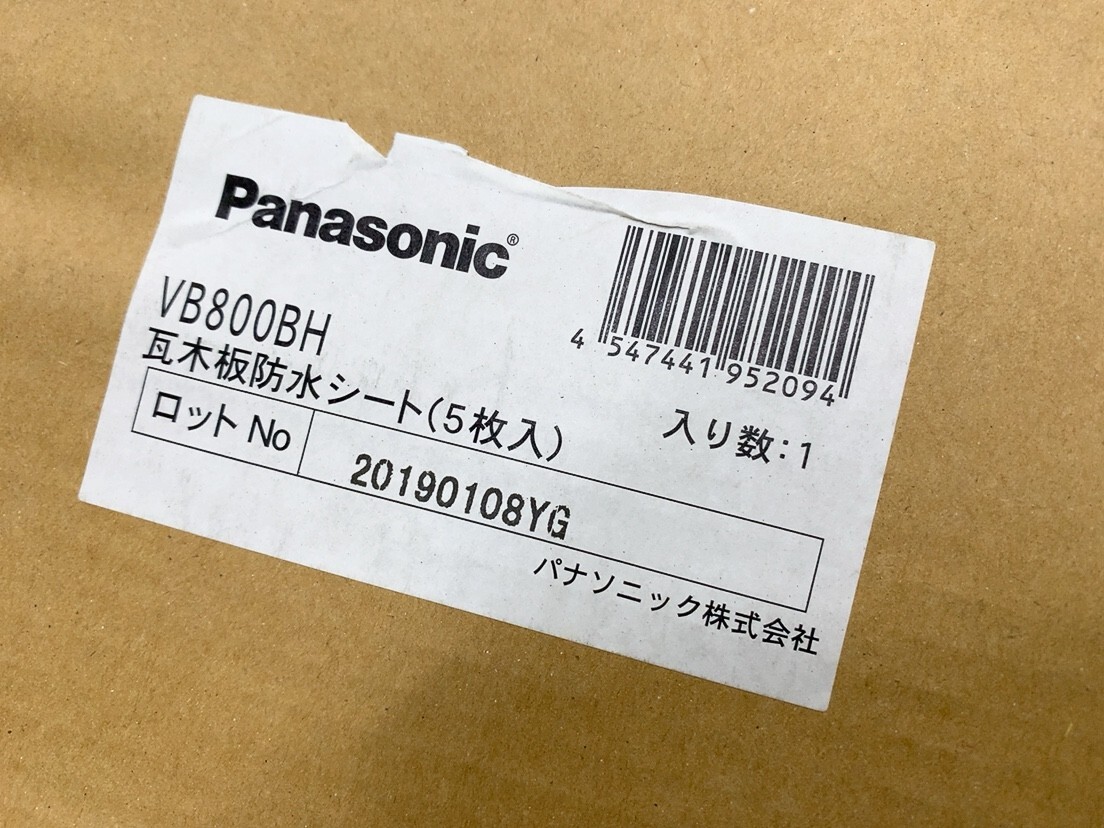 Panasonic®
VB800BH
瓦木板防水シート(5枚入)
4 547441 952094
入り数:1
ロット No
20190108YG
パナソニック株式会社